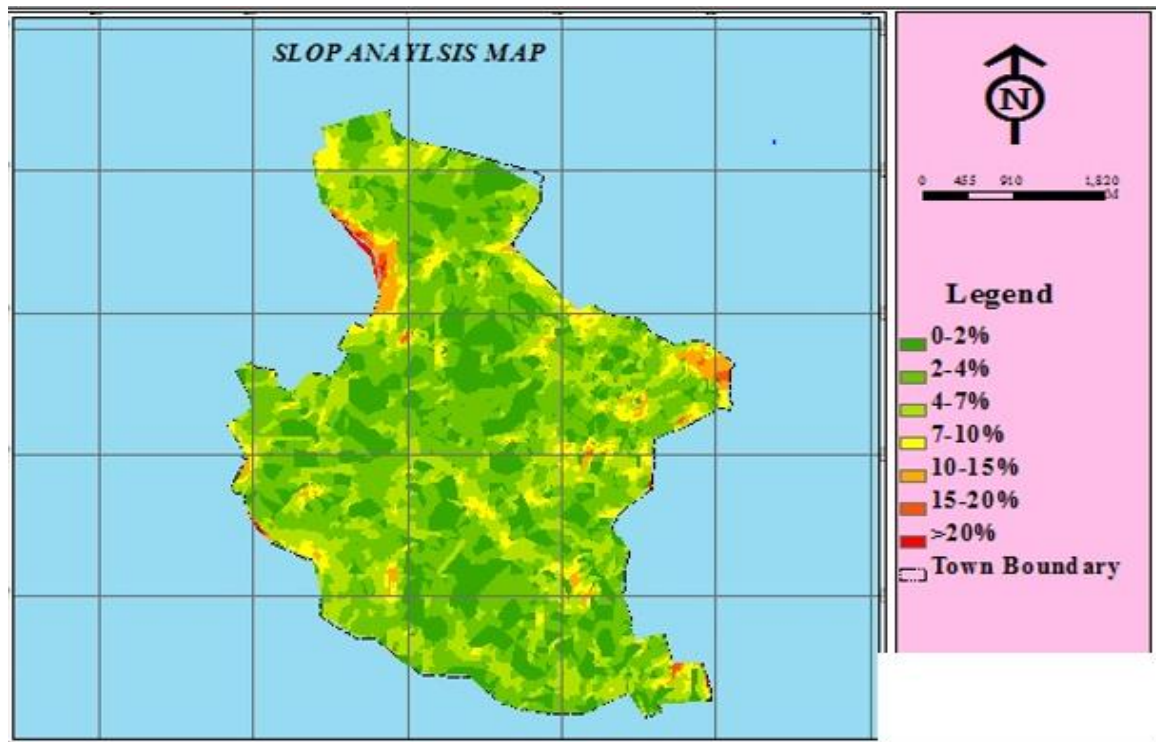 SLOP ANAYLSIS MAP
N
0 455 910 1,820
M
Legend
0-2%
2-4%
4-7%
7-10%
10-15%
15-20%
>20%
Town Boundary